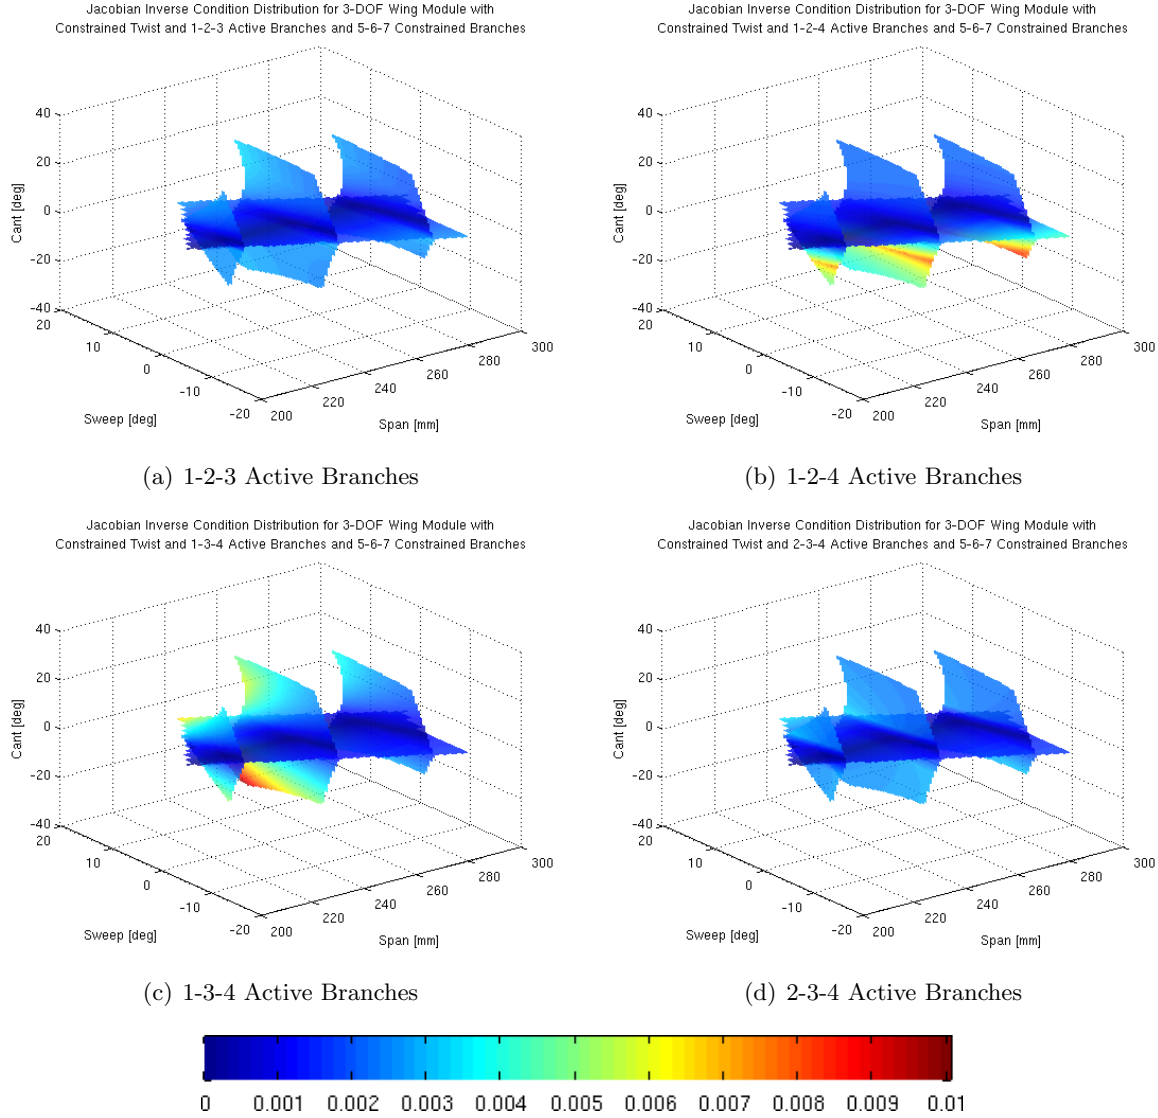 Jacobian Inverse Condition Distribution for 3-DOF Wing Module with
Constrained Twist and 1-2-3 Active Branches and 5-6-7 Constrained Branches
40
20
0
-20
-40
Cant [deg]
20
10
0
-10
-20
Sweep [deg]
200
220
240
260
280
300
Span [mm]
(a) 1-2-3 Active Branches
Jacobian Inverse Condition Distribution for 3-DOF Wing Module with
Constrained Twist and 1-2-4 Active Branches and 5-6-7 Constrained Branches
40
20
0
-20
-40
Cant [deg]
20
10
0
-10
-20
Sweep [deg]
200
220
240
260
280
300
Span [mm]
(b) 1-2-4 Active Branches
Jacobian Inverse Condition Distribution for 3-DOF Wing Module with
Constrained Twist and 1-3-4 Active Branches and 5-6-7 Constrained Branches
40
20
0
-20
-40
Cant [deg]
20
10
0
-10
-20
Sweep [deg]
200
220
240
260
280
300
Span [mm]
(c) 1-3-4 Active Branches
Jacobian Inverse Condition Distribution for 3-DOF Wing Module with
Constrained Twist and 2-3-4 Active Branches and 5-6-7 Constrained Branches
40
20
0
-20
-40
Cant [deg]
20
10
0
-10
-20
Sweep [deg]
200
220
240
260
280
300
Span [mm]
(d) 2-3-4 Active Branches
0 0.001 0.002 0.003 0.004 0.005 0.006 0.007 0.008 0.009 0.01